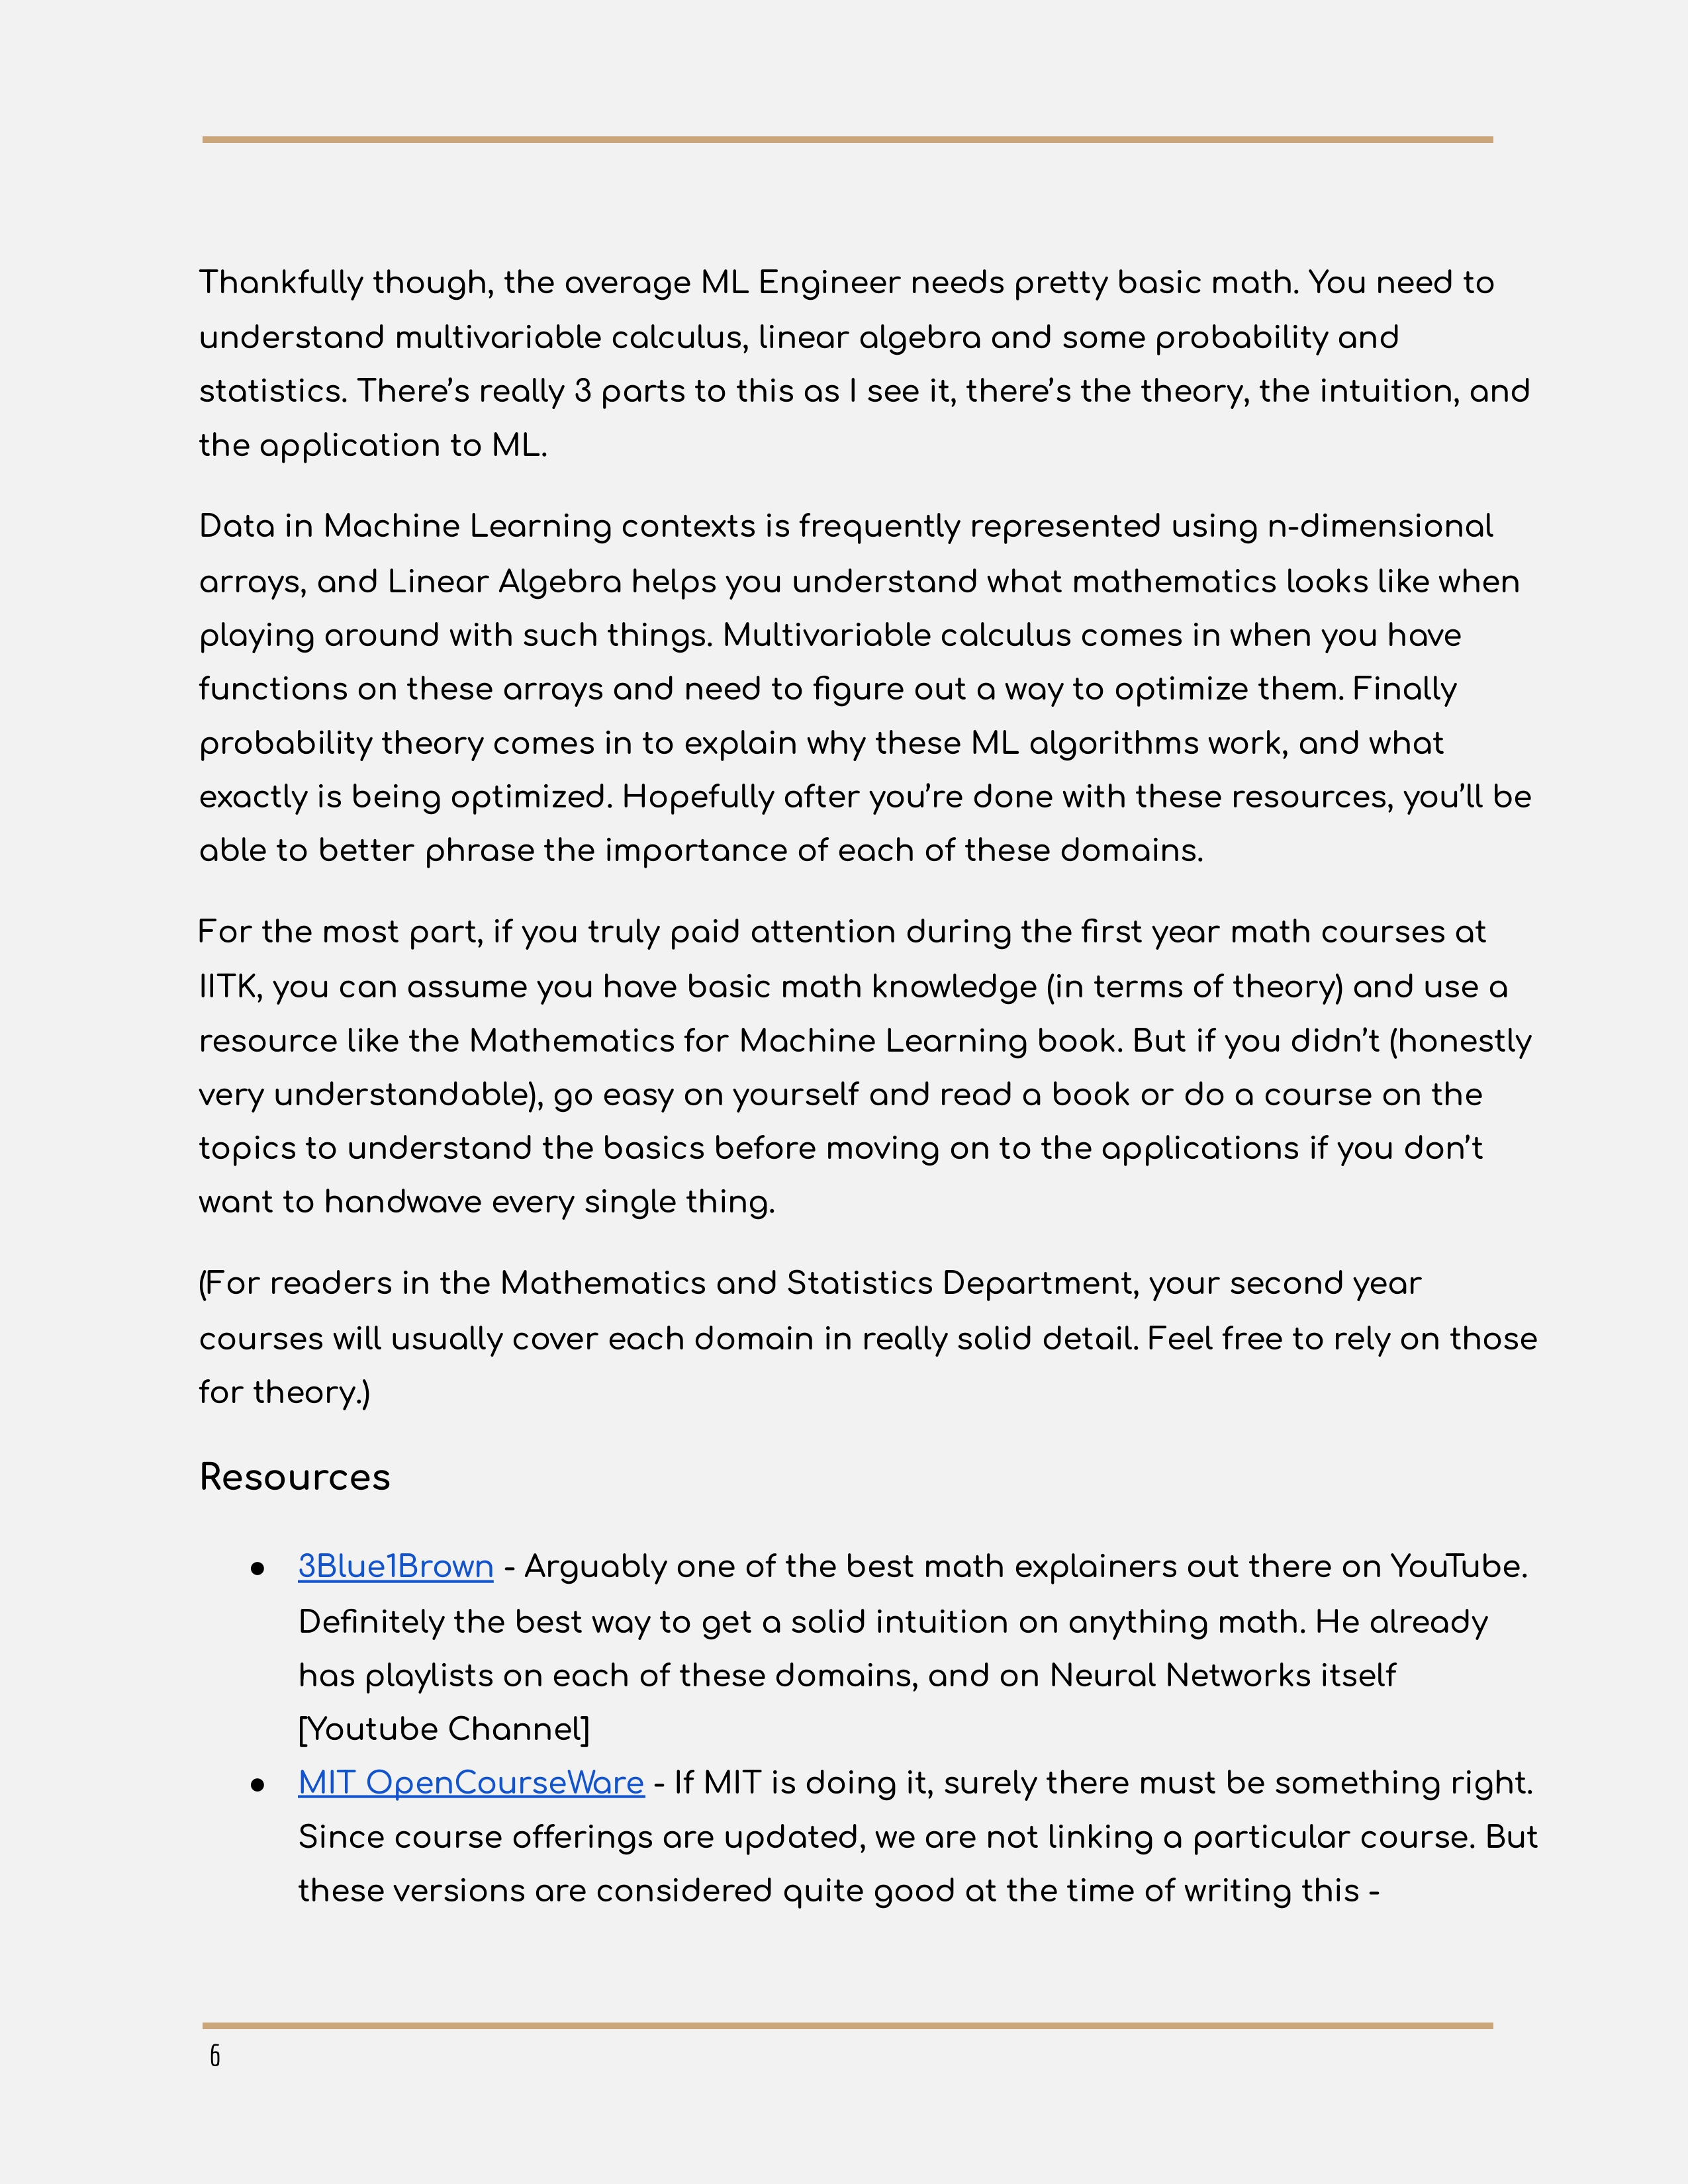 Thankfully though, the average ML Engineer needs pretty basic math. You need to
understand multivariable calculus, linear algebra and some probability and
statistics. There’s really 3 parts to this as I see it, there’s the theory, the intuition, and
the application to ML.
Data in Machine Learning contexts is frequently represented using n-dimensional
arrays, and Linear Algebra helps you understand what mathematics looks like when
playing around with such things. Multivariable calculus comes in when you have
functions on these arrays and need to figure out a way to optimize them. Finally
probability theory comes in to explain why these ML algorithms work, and what
exactly is being optimized. Hopefully after you’re done with these resources, you’ll be
able to better phrase the importance of each of these domains.
For the most part, if you truly paid attention during the first year math courses at
IITK, you can assume you have basic math knowledge (in terms of theory) and use a
resource like the Mathematics for Machine Learning book. But if you didn’t (honestly
very understandable), go easy on yourself and read a book or do a course on the
topics to understand the basics before moving on to the applications if you don’t
want to handwave every single thing.
(For readers in the Mathematics and Statistics Department, your second year
courses will usually cover each domain in really solid detail. Feel free to rely on those
for theory.)
Resources
● 3Blue1Brown - Arguably one of the best math explainers out there on YouTube.
Definitely the best way to get a solid intuition on anything math. He already
has playlists on each of these domains, and on Neural Networks itself
[Youtube Channel]
● MIT OpenCourseWare - If MIT is doing it, surely there must be something right.
Since course offerings are updated, we are not linking a particular course. But
these versions are considered quite good at the time of writing this -
6